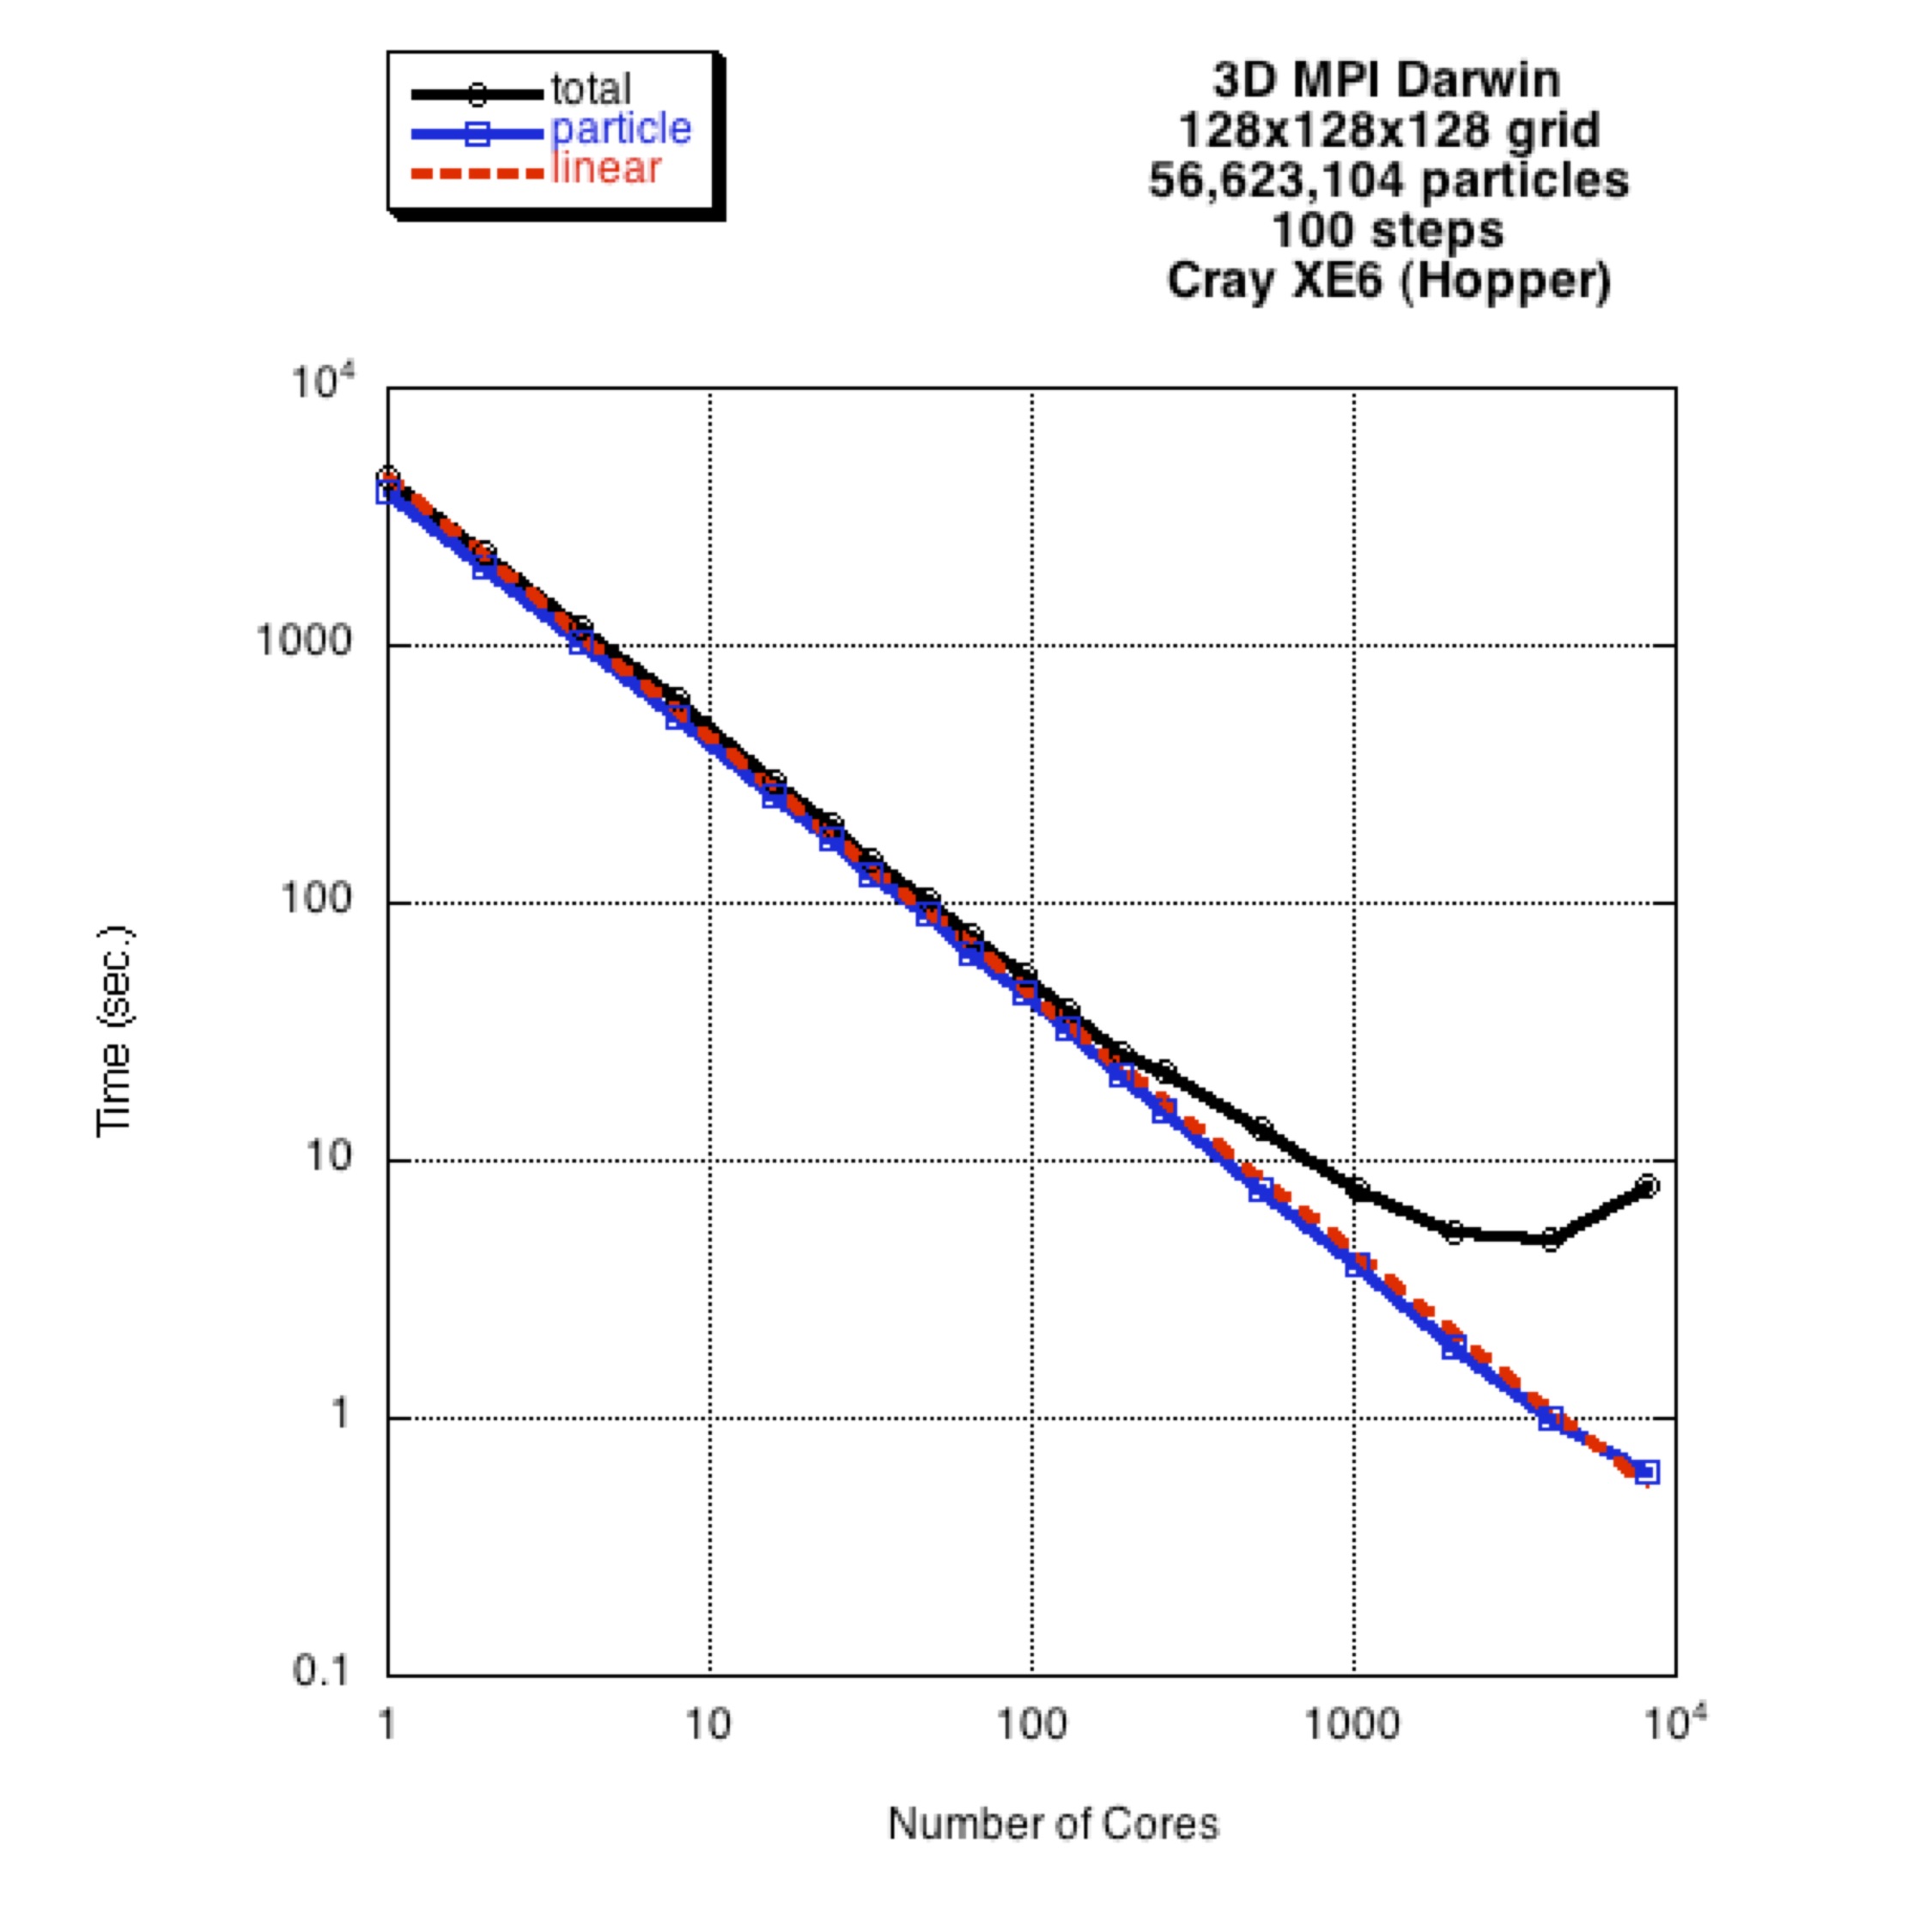 total
particle
linear
3D MPI Darwin
128x128x128 grid
56,623,104 particles
100 steps
Cray XE6 (Hopper)
10⁴
1000
100
10
1
0.1
Time (sec.)
1 10 100 1000 10⁴
Number of Cores